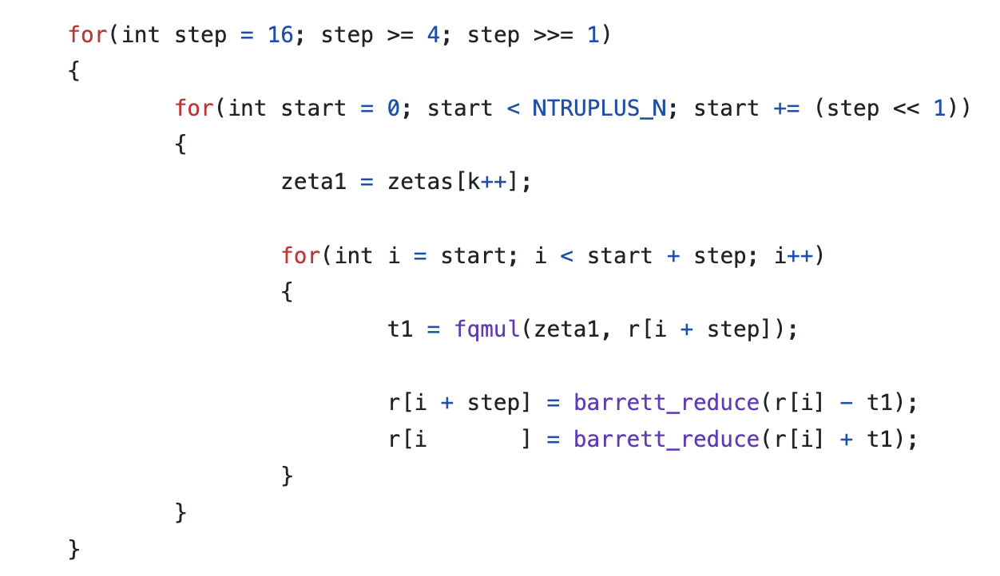 for(int step = 16; step >= 4; step >>= 1)
{
for(int start = 0; start < NTRUPLUS_N; start += (step << 1))
{
zeta1 = zetas[k++];
for(int i = start; i < start + step; i++)
{
t1 = fqmul(zeta1, r[i + step]);
r[i + step] = barrett_reduce(r[i] - t1);
r[i       ] = barrett_reduce(r[i] + t1);
}
}
}